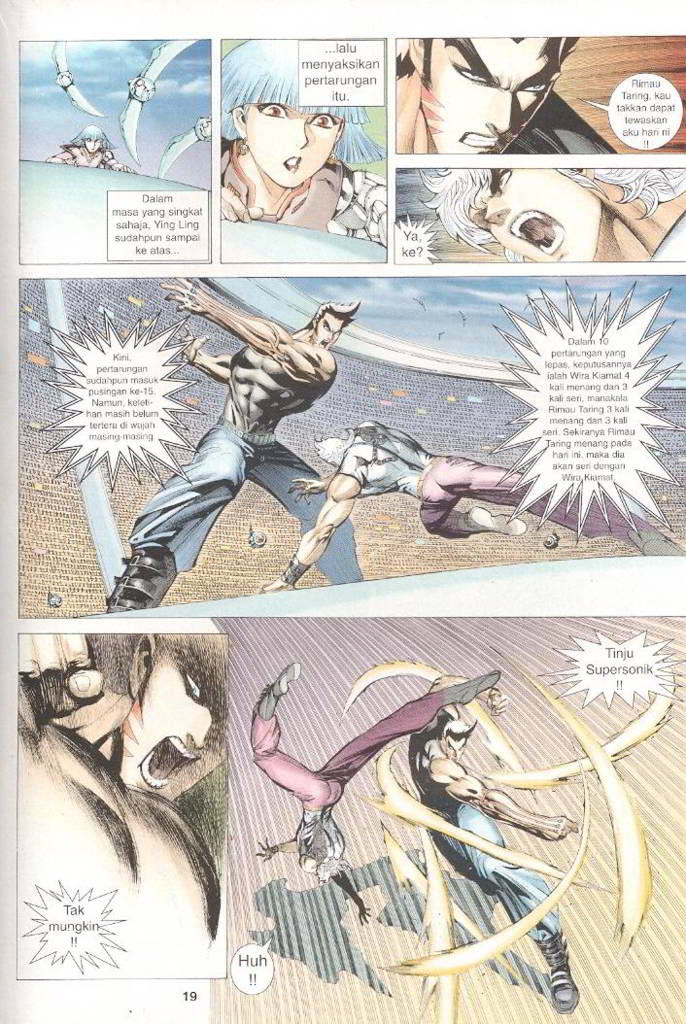 Dalam
masa yang singkat
sahaja, Ying Ling
sudahpun sampai
ke atas...
...lalu
menyaksikan
pertarungan
itu.
Rimau
Taring, kau
takkan dapat
tewaskan
aku hari ni
!!
Ya,
ke?
Kini,
pertarungan
sudahpun masuk
pusingan ke-15.
Namun, keleti-
han masih belum
tertera di wajah
masing-masing.
Dalam 10
pertarungan yang
lepas, keputusannya
ialah Wira Kiamat 4
kali menang dan 3
kali seri, manakala
Rimau Taring 3 kali
menang dan 3 kali
seri. Sekiranya Rimau
Taring menang pada
hari ini, maka dia
akan seri dengan
Wira Kiamat.
Tak
mungkin
!!
Tinju
Supersonik
!!
Huh
!!
19